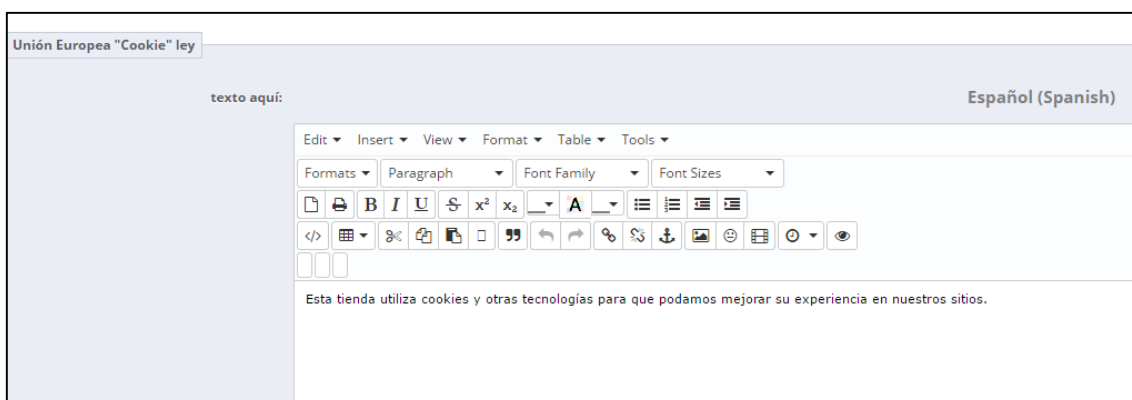 Unión Europea "Cookie" ley
texto aquí:
Español (Spanish)
Edit Insert View Format Table Tools
Formats Paragraph Font Family Font Sizes
B I U S x² x₂ A
Esta tienda utiliza cookies y otras tecnologías para que podamos mejorar su experiencia en nuestros sitios.